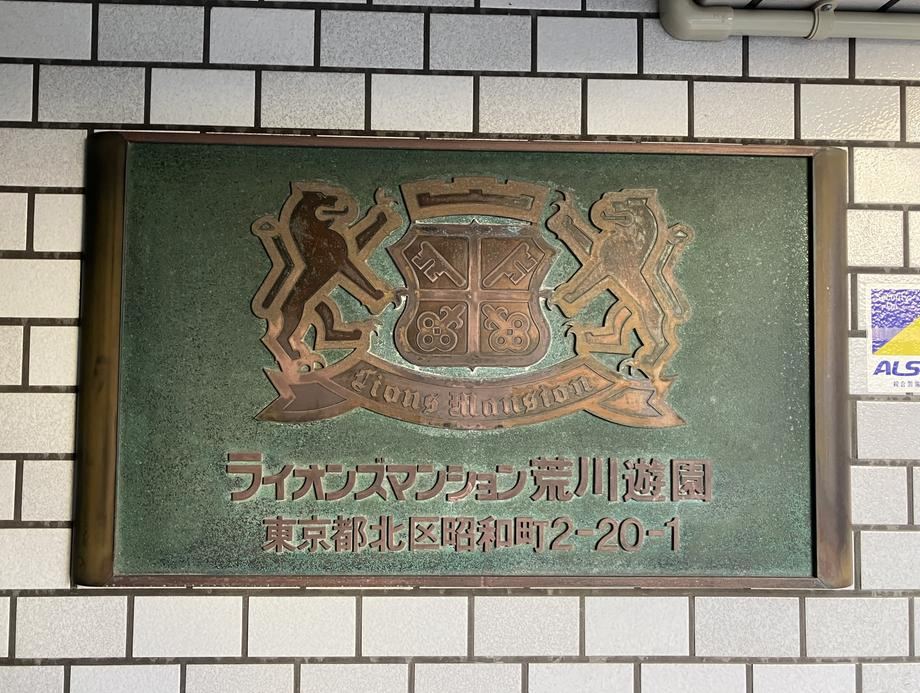 Lions Mansion
ライオンズマンション荒川遊園
東京都北区昭和町2-20-1
ALS